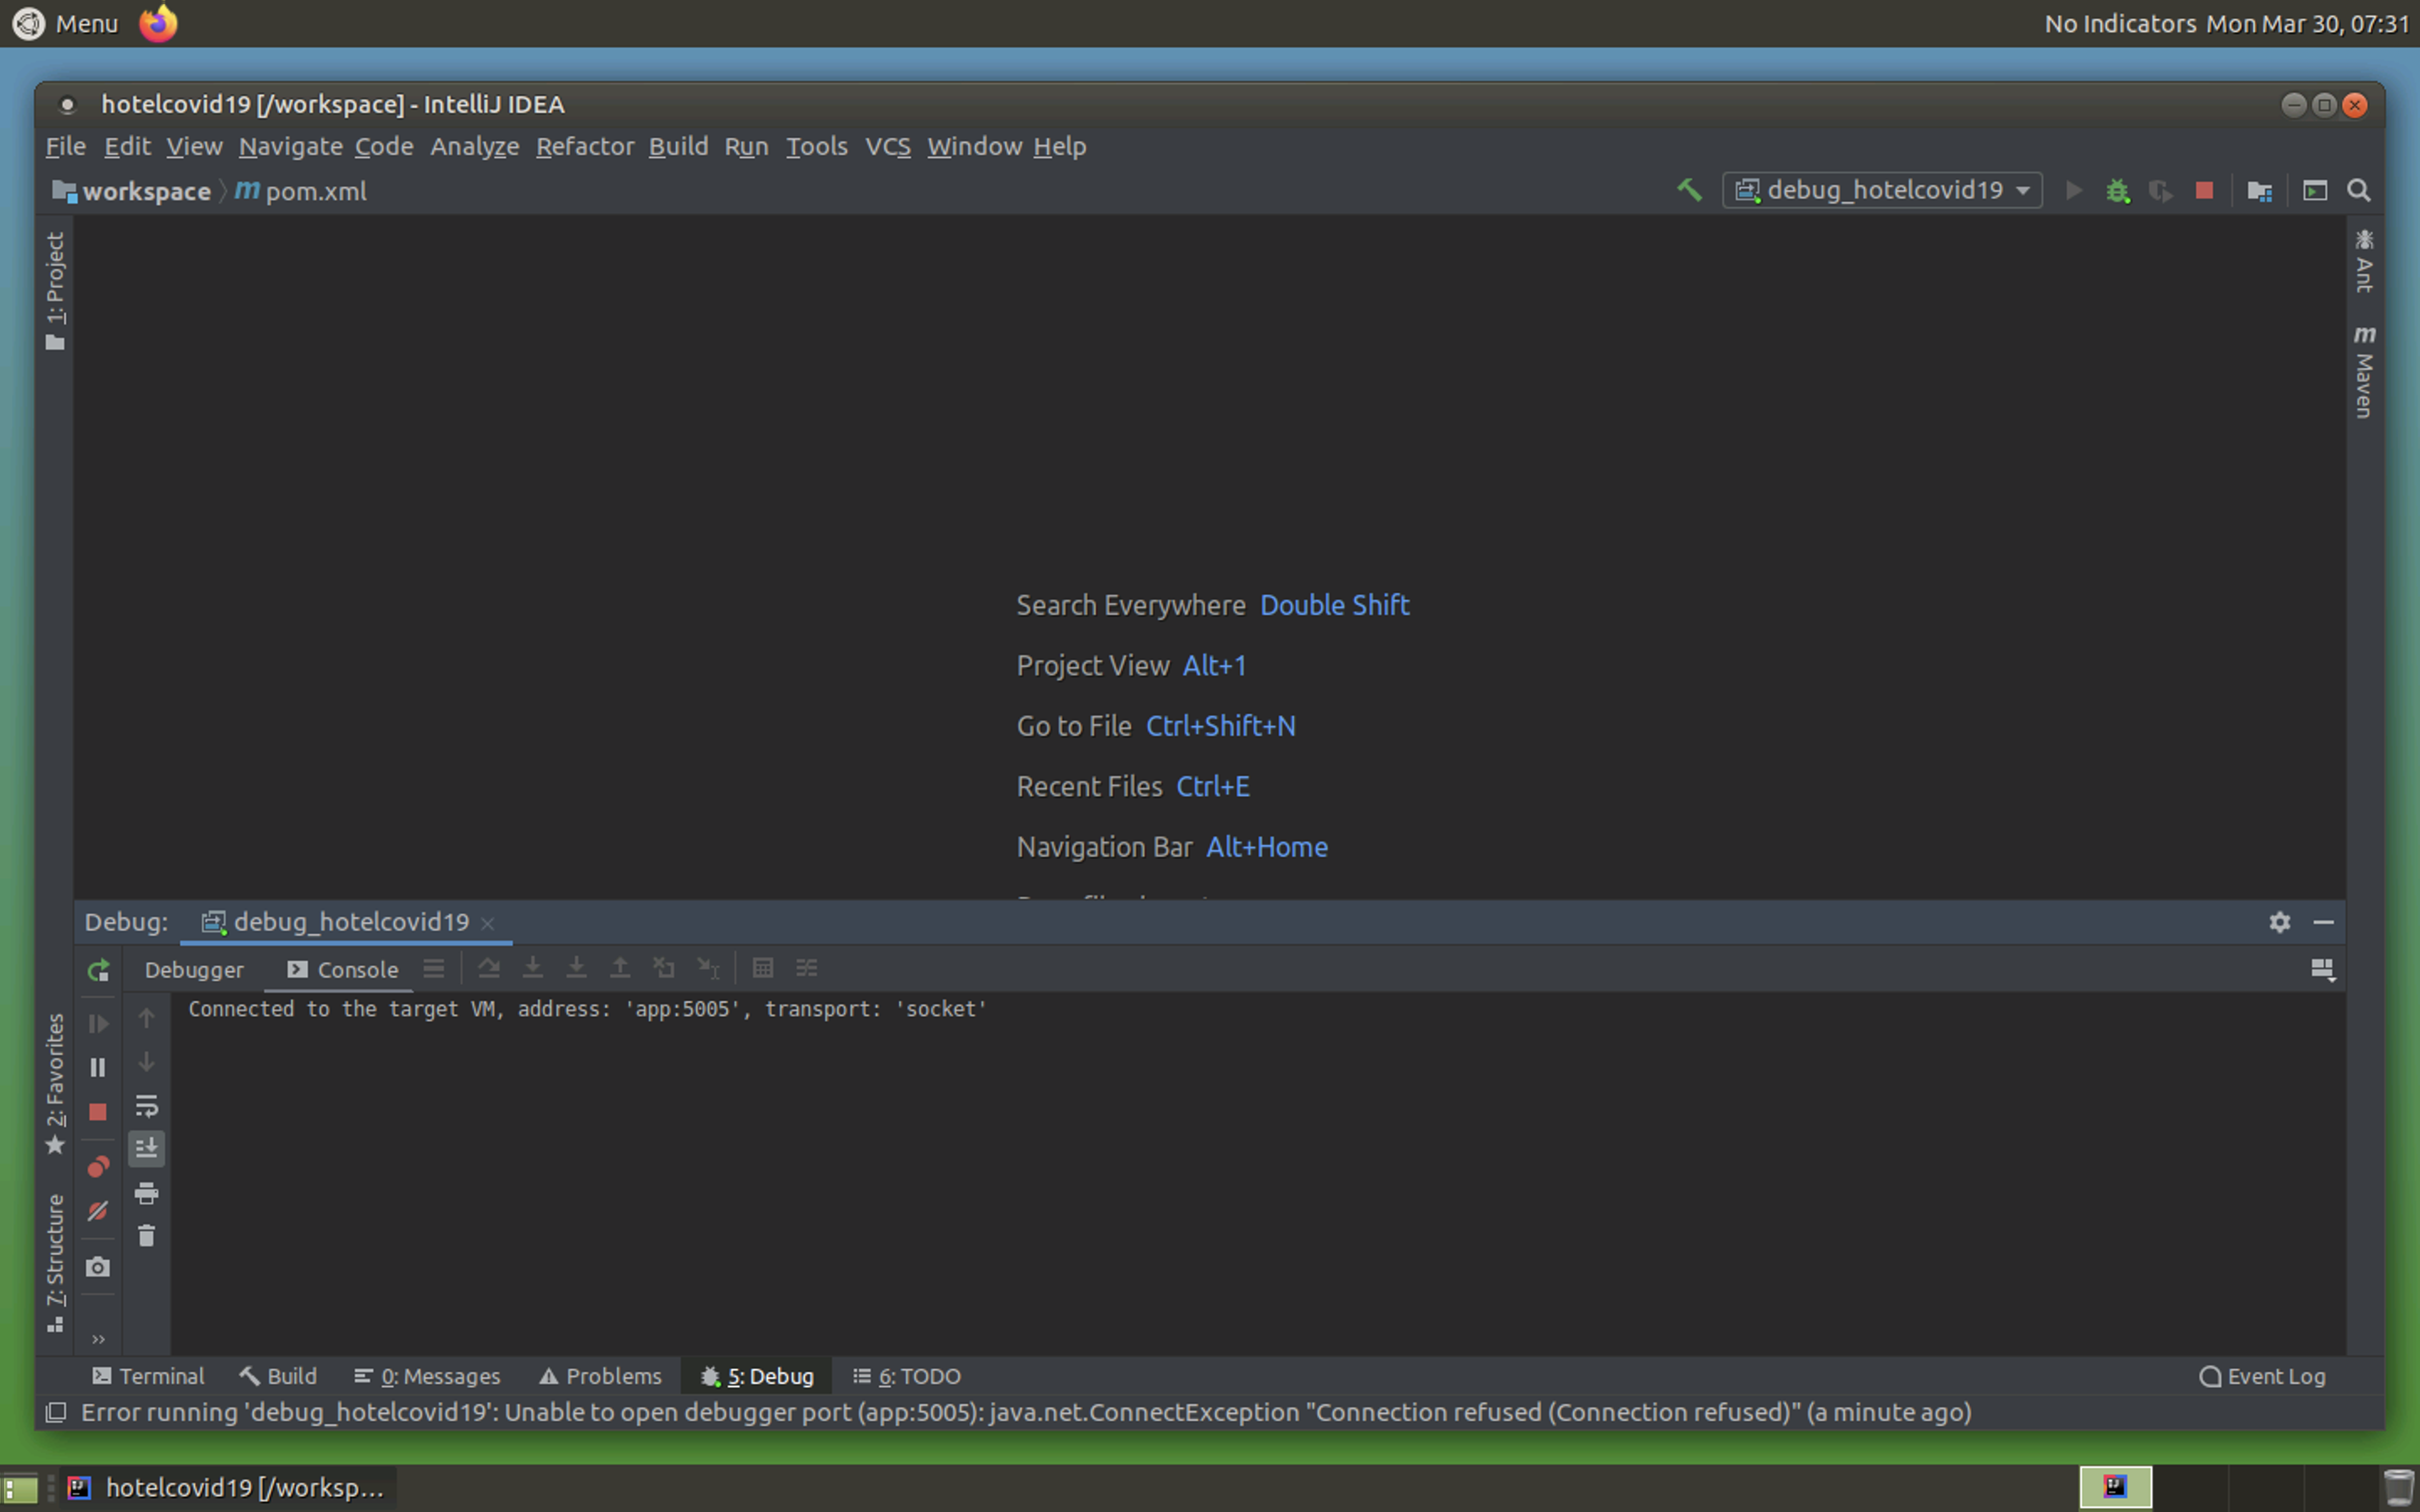 Menu
No Indicators Mon Mar 30, 07:31
hotelcovid19 [/workspace] - IntelliJ IDEA
File Edit View Navigate Code Analyze Refactor Build Run Tools VCS Window Help
workspace pom.xml
debug_hotelcovid19
1: Project
Ant
Maven
Search Everywhere Double Shift
Project View Alt+1
Go to File Ctrl+Shift+N
Recent Files Ctrl+E
Navigation Bar Alt+Home
Debug: debug_hotelcovid19
Debugger Console
Connected to the target VM, address: 'app:5005', transport: 'socket'
2: Favorites
7: Structure
Terminal Build 0: Messages Problems 5: Debug 6: TODO Event Log
Error running 'debug_hotelcovid19': Unable to open debugger port (app:5005): java.net.ConnectException "Connection refused (Connection refused)" (a minute ago)
hotelcovid19 [/worksp...